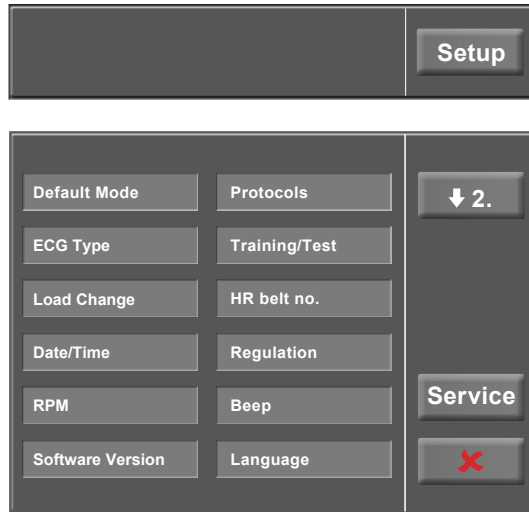 Setup
Default Mode
Protocols
2.
ECG Type
Training/Test
Load Change
HR belt no.
Date/Time
Regulation
RPM
Beep
Service
Software Version
Language